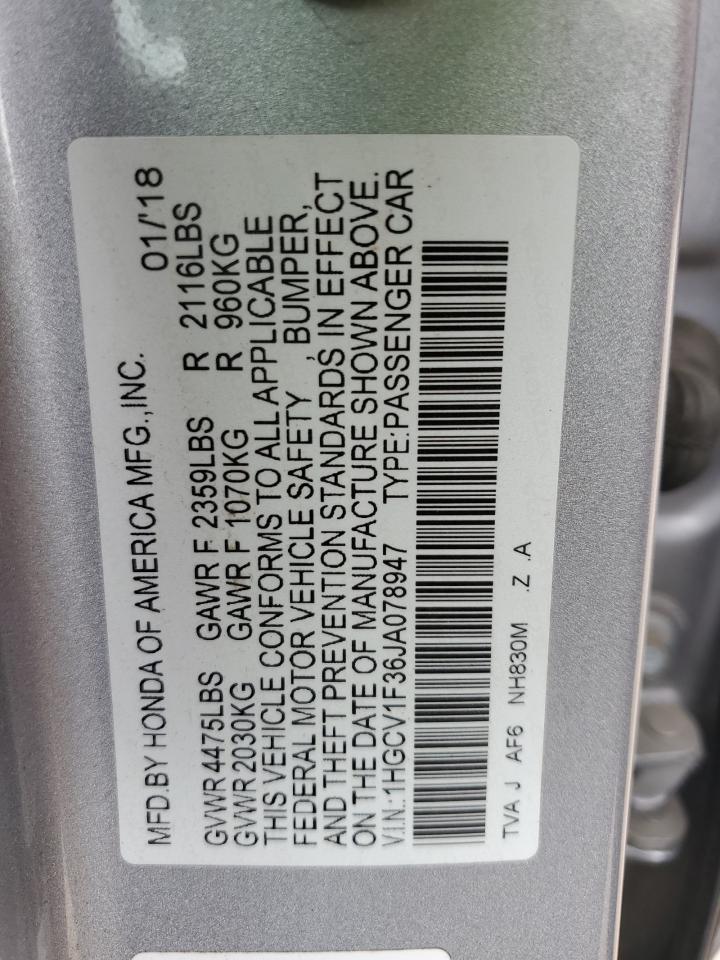 MFD.BY HONDA OF AMERICA MFG.,INC. 01/'18
GVWR 4475LBS GAWR F 2359LBS R 2116LBS
GVWR 2030KG GAWR F 1070KG R 960KG
THIS VEHICLE CONFORMS TO ALL APPLICABLE
FEDERAL MOTOR VEHICLE SAFETY , BUMPER,
AND THEFT PREVENTION STANDARDS IN EFFECT
ON THE DATE OF MANUFACTURE SHOWN ABOVE.
V.I.N.:1HGCV1F36JA078947 TYPE:PASSENGER CAR
TVA J AF6 NH830M .Z .A